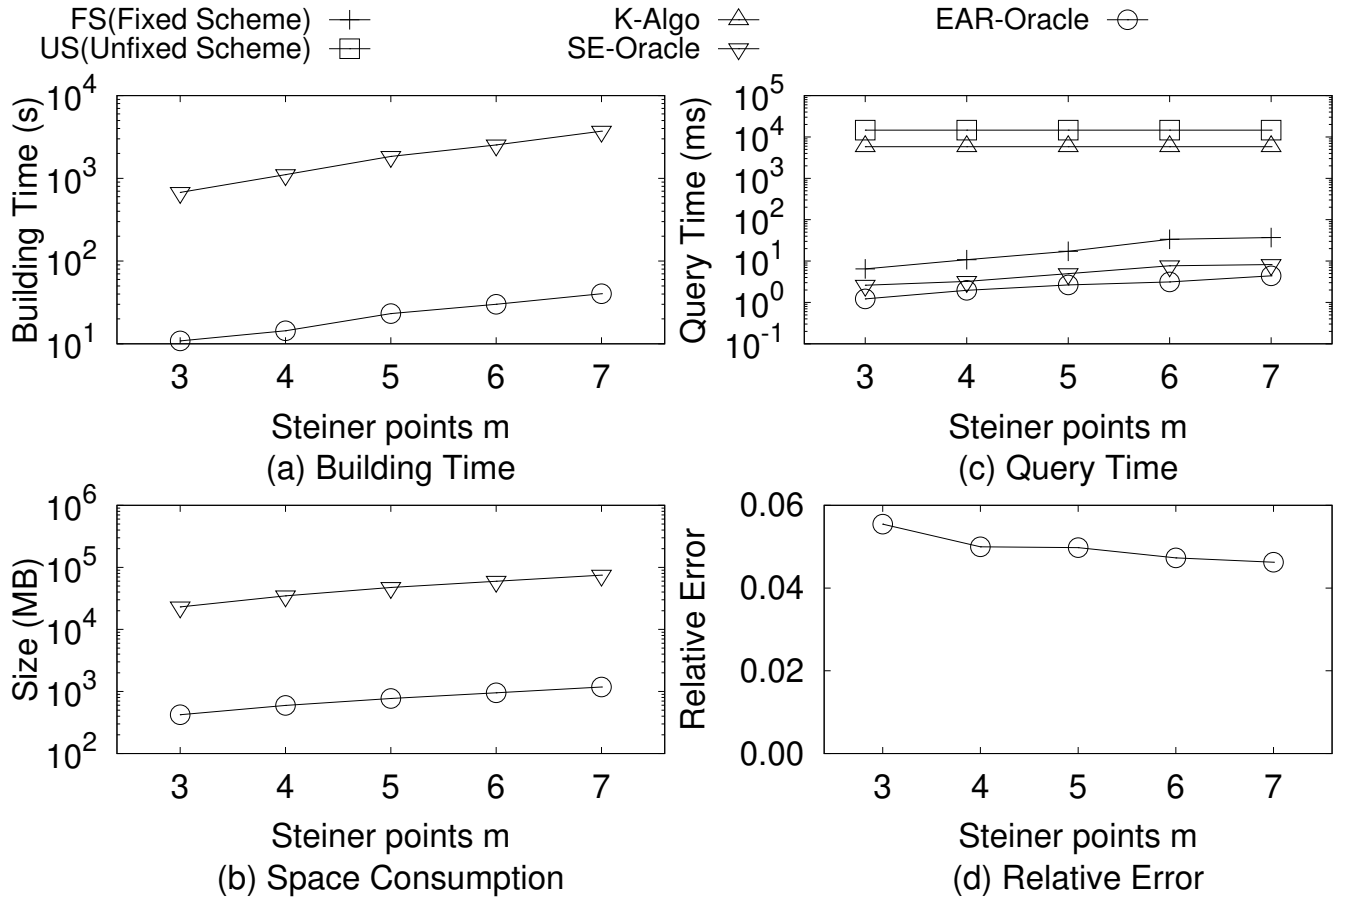 FS(Fixed Scheme)
US(Unfixed Scheme)
K-Algo
SE-Oracle
EAR-Oracle
Building Time (s)
10^4
10^3
10^2
10^1
3 4 5 6 7
Steiner points m
(a) Building Time
Query Time (ms)
10^5
10^4
10^3
10^2
10^1
10^0
10^-1
3 4 5 6 7
Steiner points m
(c) Query Time
Size (MB)
10^6
10^5
10^4
10^3
10^2
3 4 5 6 7
Steiner points m
(b) Space Consumption
Relative Error
0.06
0.04
0.02
0.00
3 4 5 6 7
Steiner points m
(d) Relative Error